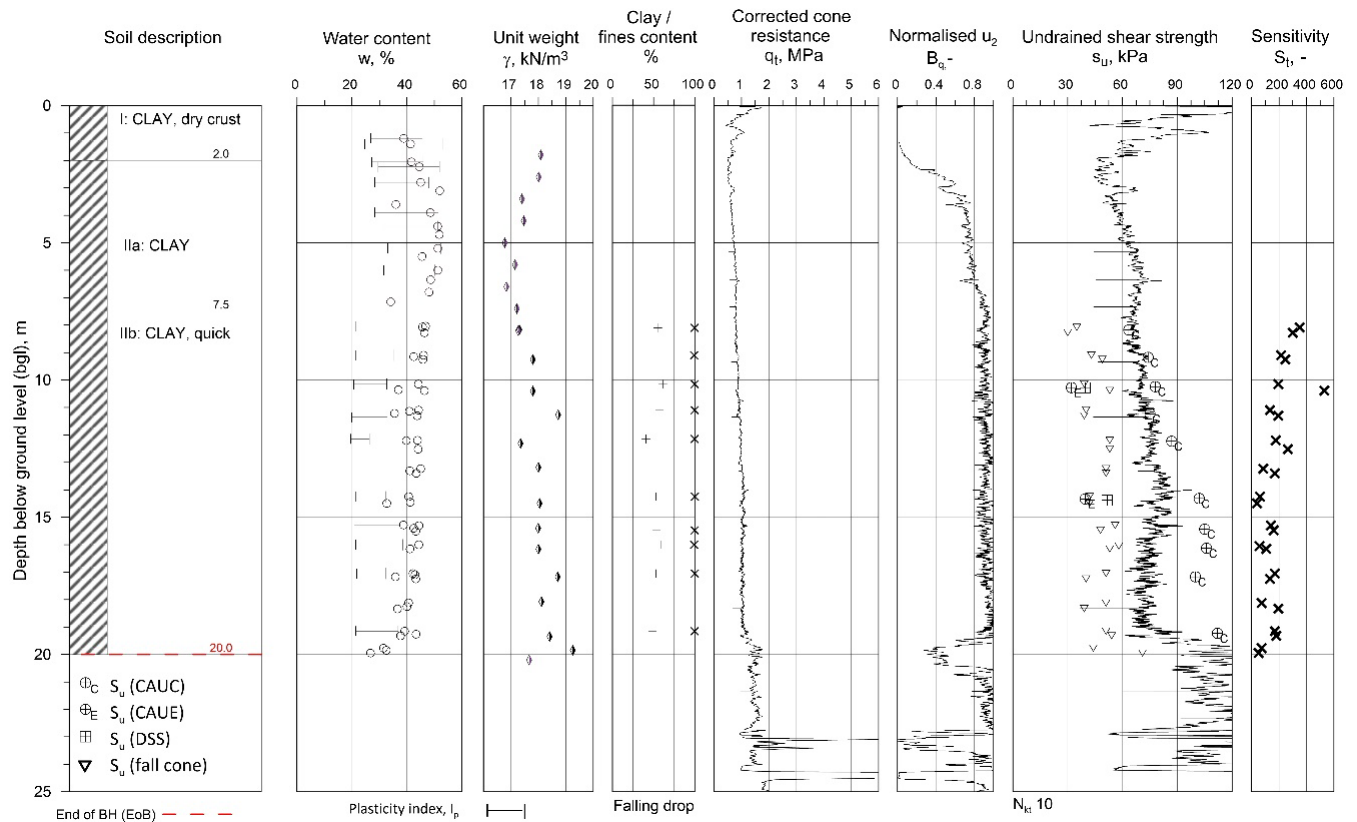 Soil description
Water content
w, %
Unit weight
γ, kN/m³
Clay /
fines content
%
Corrected cone
resistance
qt, MPa
Normalised u2
Bq,-
Undrained shear strength
su, kPa
Sensitivity
St, -
0 20 40 60
17 18 19 20
0 50 100
0 1 2 3 4 5 6
0 0.4 0.8
0 30 60 90 120
0 200 400 600
Depth below ground level (bgl), m
0
I: CLAY, dry crust
2.0
5
IIa: CLAY
7.5
IIb: CLAY, quick
10
15
20.0
20
C
C
C
E
C
C
E
C
C
C
C
C
⊕C Su (CAUC)
⊕E Su (CAUE)
⊞ Su (DSS)
∇ Su (fall cone)
25
End of BH (EoB)
Plasticity index, Ip
Falling drop
Nkt 10